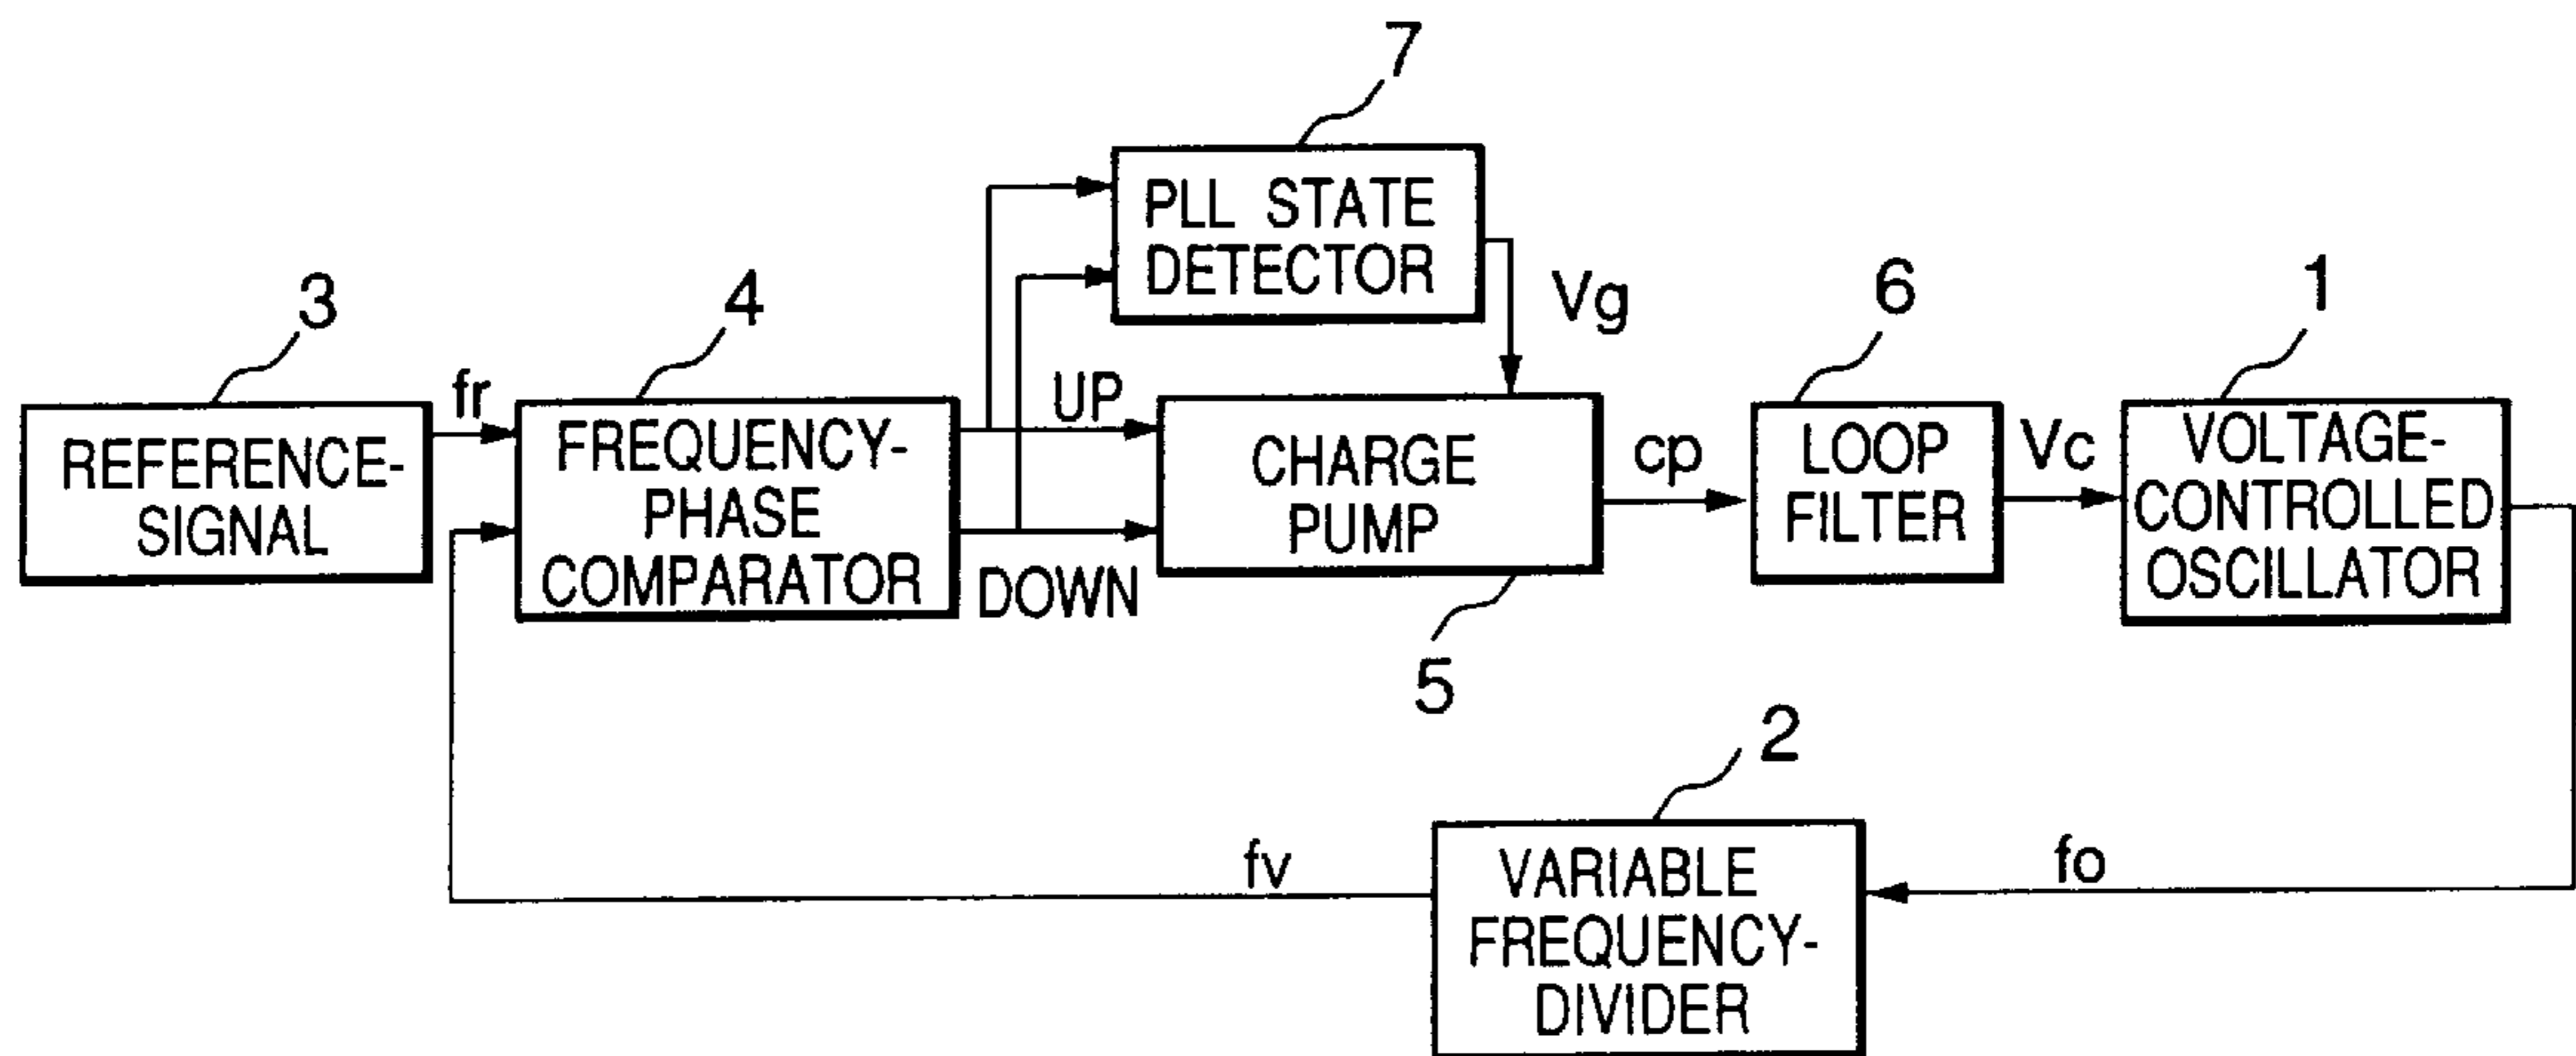 7
PLL STATE
DETECTOR
Vg
3
4
6
1
fr
UP
REFERENCE-
SIGNAL
FREQUENCY-
PHASE
COMPARATOR
CHARGE
PUMP
cp
LOOP
FILTER
Vc
VOLTAGE-
CONTROLLED
OSCILLATOR
DOWN
5
2
fv
VARIABLE
FREQUENCY-
DIVIDER
fo